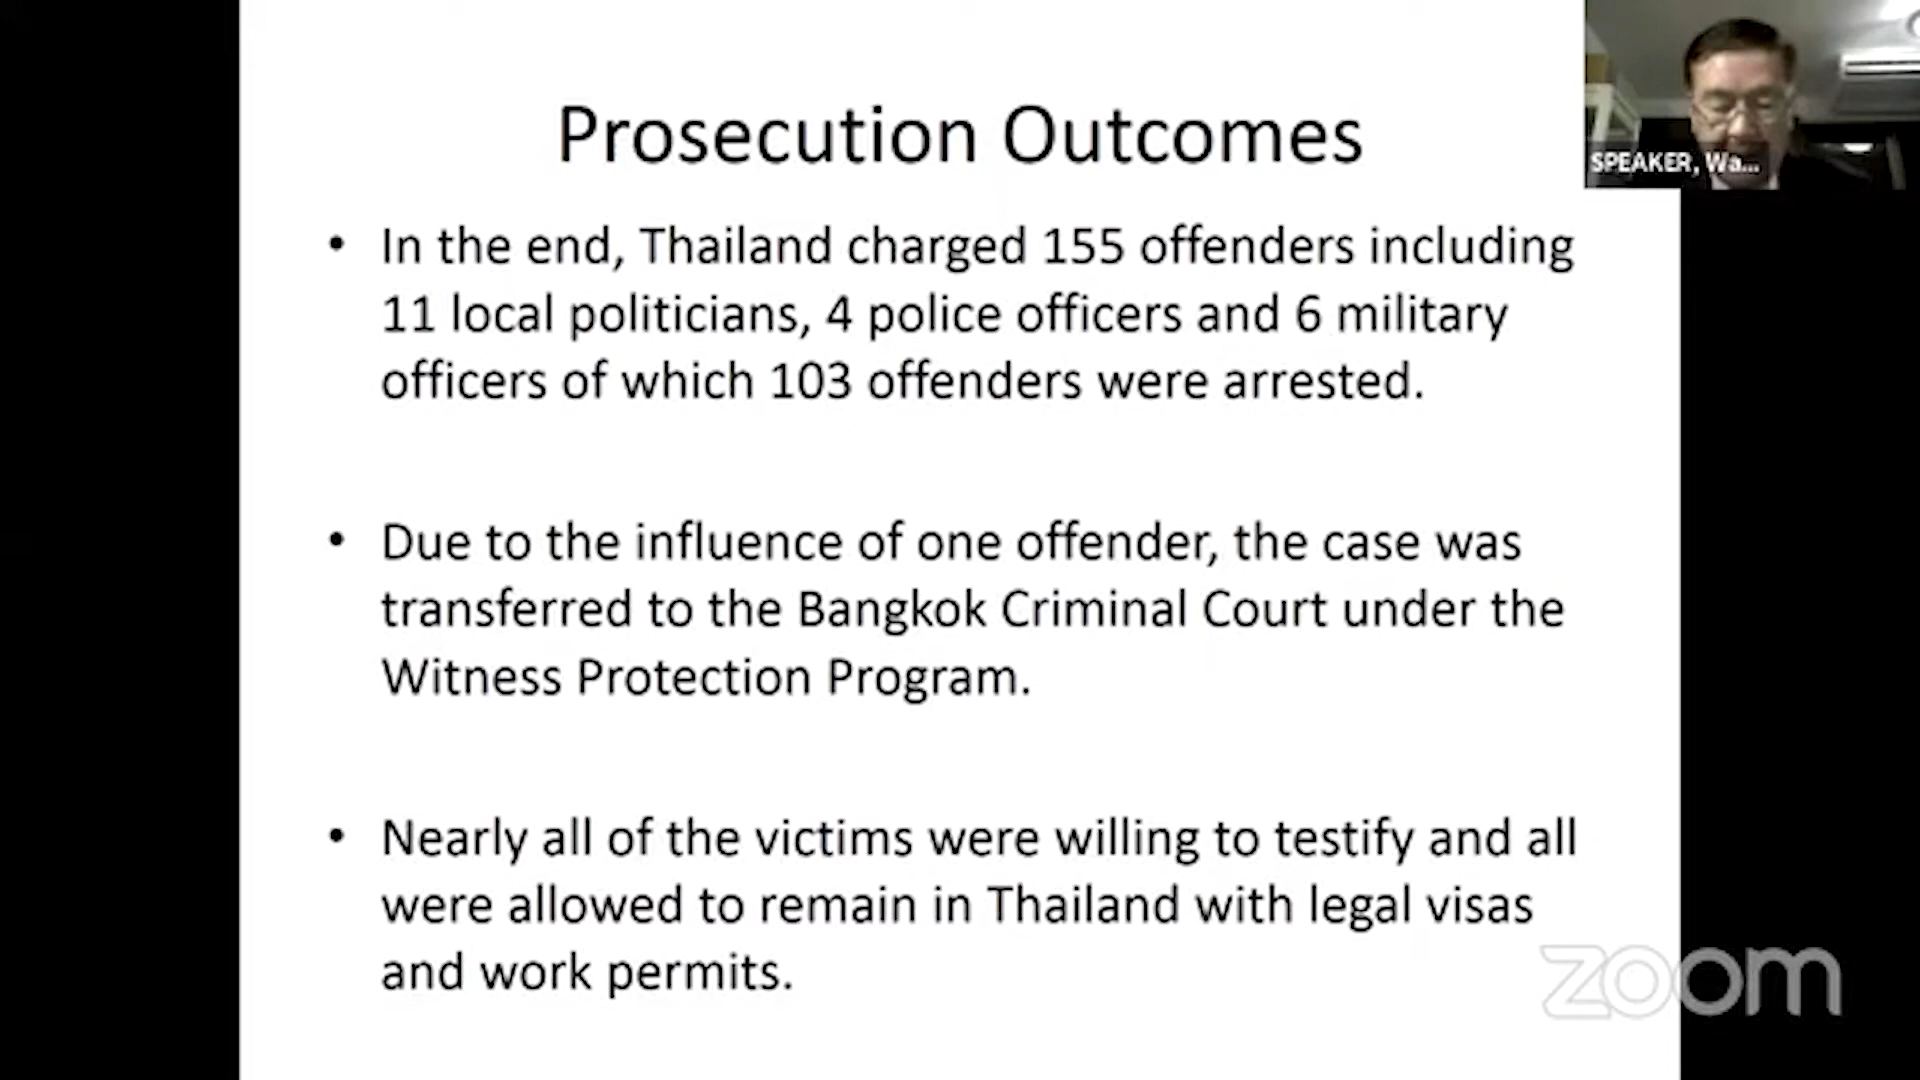 Prosecution Outcomes
SPEAKER, Wa...
• In the end, Thailand charged 155 offenders including
11 local politicians, 4 police officers and 6 military
officers of which 103 offenders were arrested.
• Due to the influence of one offender, the case was
transferred to the Bangkok Criminal Court under the
Witness Protection Program.
• Nearly all of the victims were willing to testify and all
were allowed to remain in Thailand with legal visas
and work permits.
zoom